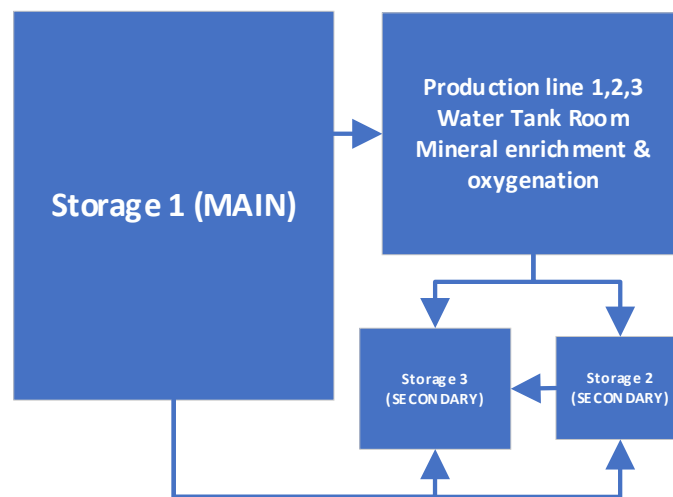 Storage 1 (MAIN)
Production line 1,2,3
Water Tank Room
Mineral enrichment &
oxygenation
Storage 3
(SECONDARY)
Storage 2
(SECONDARY)